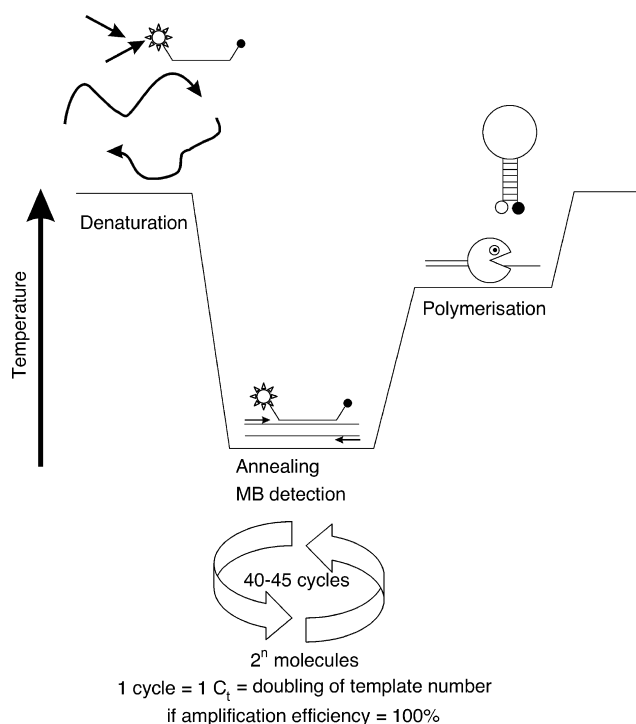 Denaturation
Temperature
Polymerisation
Annealing
MB detection
40-45 cycles
2ⁿ molecules
1 cycle = 1 Cₜ = doubling of template number
if amplification efficiency = 100%